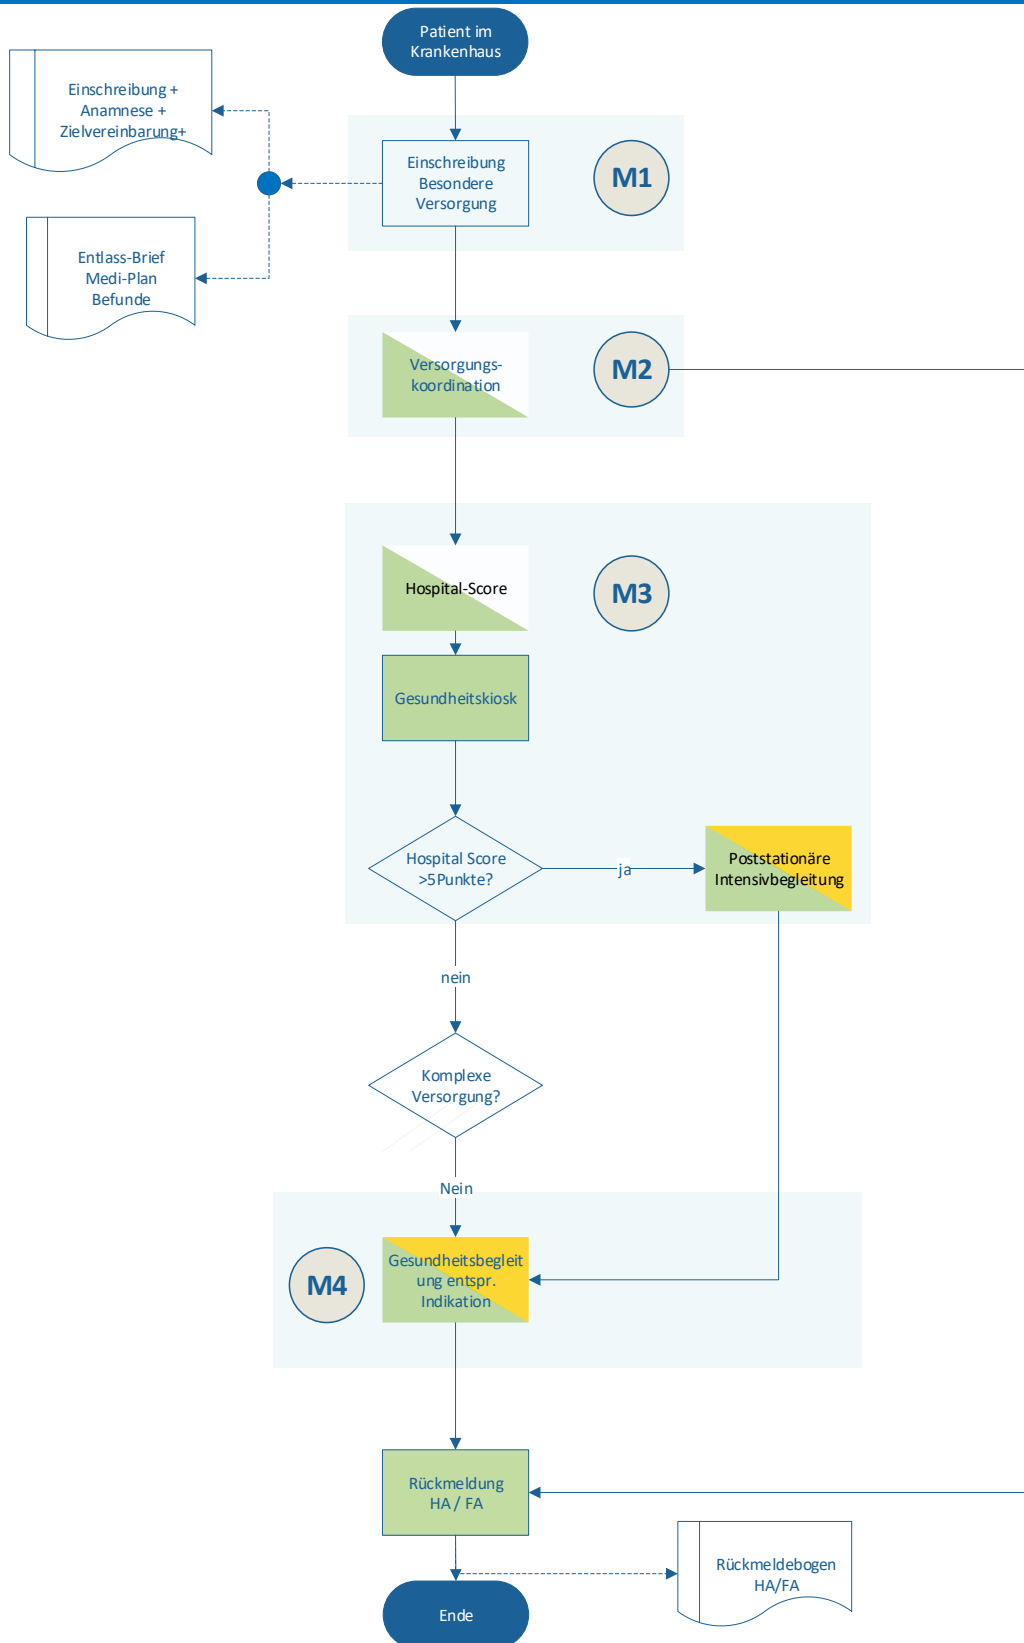 Patient im
Krankenhaus
Einschreibung +
Anamnese +
Zielvereinbarung+
Einschreibung
Besondere
Versorgung
M1
Entlass-Brief
Medi-Plan
Befunde
Versorgungs-
koordination
M2
Hospital-Score
M3
Gesundheitskiosk
Hospital Score
>5Punkte?
ja
Poststationäre
Intensivbegleitung
nein
Komplexe
Versorgung?
Nein
M4
Gesundheitsbegleit
ung entspr.
Indikation
Rückmeldung
HA / FA
Rückmeldebogen
HA/FA
Ende